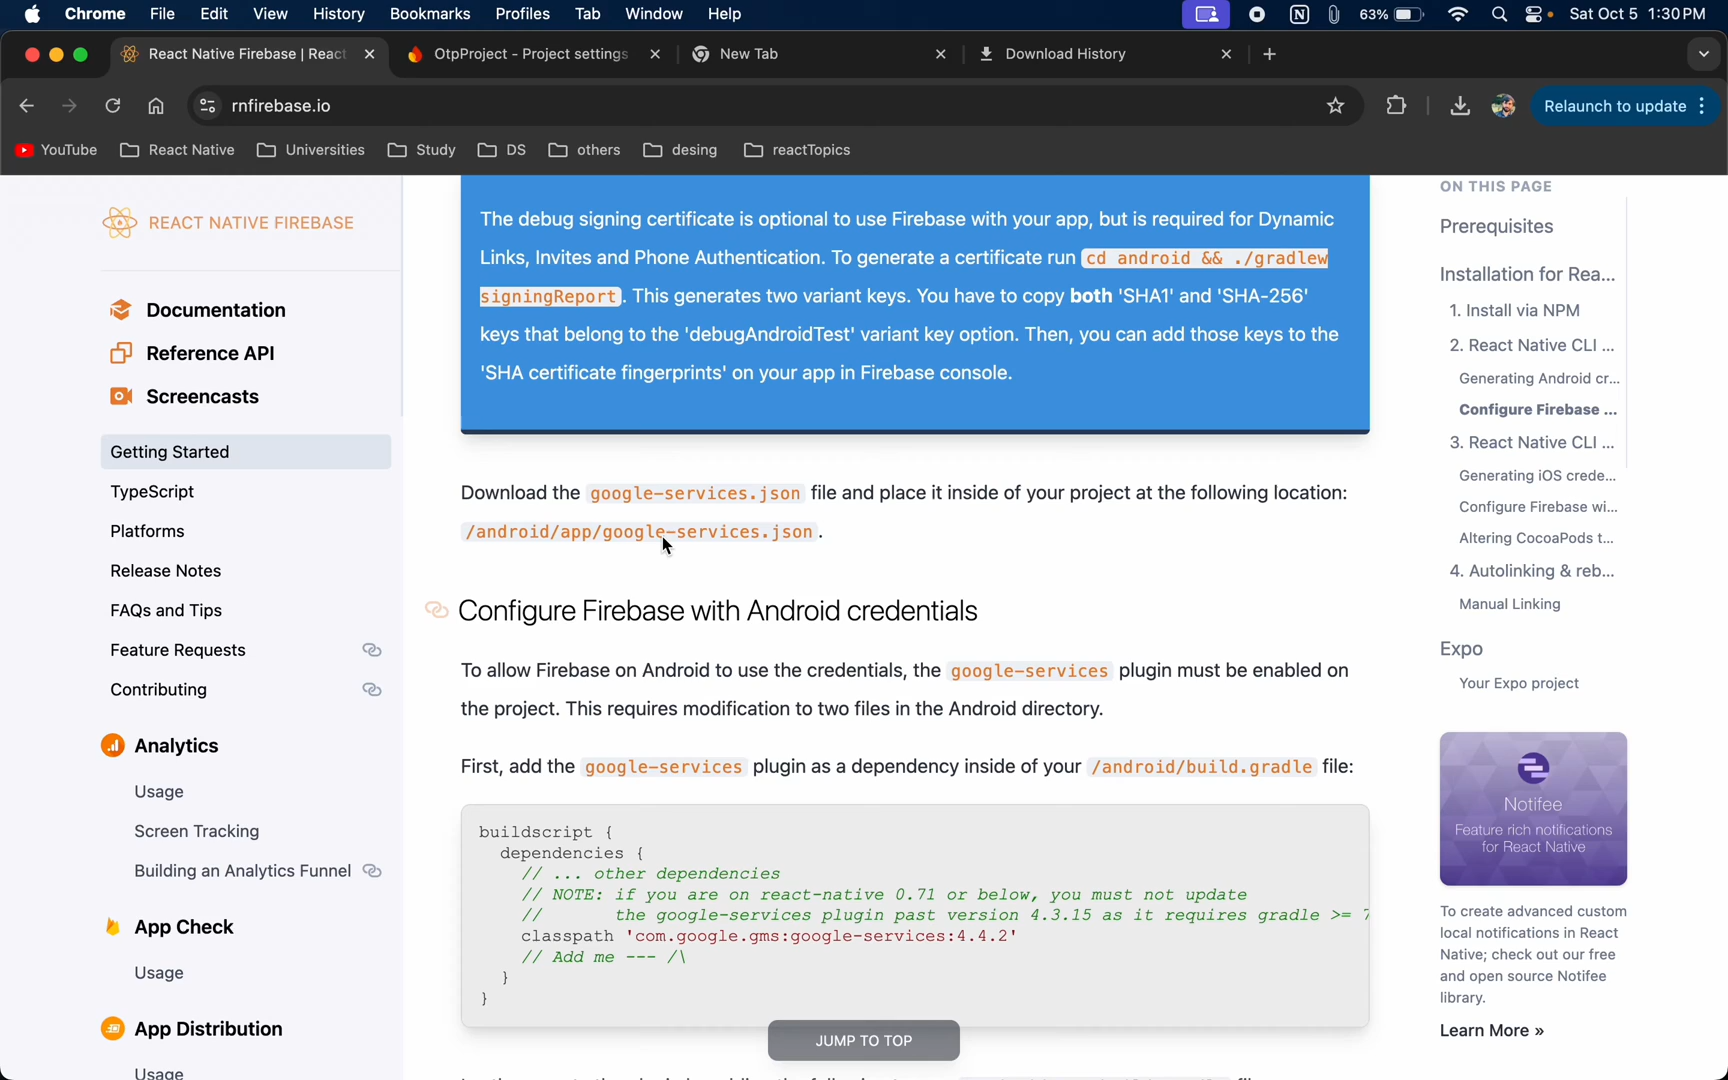 Chrome File Edit View History Bookmarks Profiles Tab Window Help 63% Sat Oct 5 1:30 PM
React Native Firebase | React OtpProject - Project settings New Tab Download History
rnfirebase.io Relaunch to update
YouTube React Native Universities Study DS others desing reactTopics
REACT NATIVE FIREBASE
Documentation
Reference API
Screencasts
Getting Started
TypeScript
Platforms
Release Notes
FAQs and Tips
Feature Requests
Contributing
Analytics
Usage
Screen Tracking
Building an Analytics Funnel
App Check
Usage
App Distribution
Usage
The debug signing certificate is optional to use Firebase with your app, but is required for Dynamic
Links, Invites and Phone Authentication. To generate a certificate run cd android && ./gradlew
signingReport. This generates two variant keys. You have to copy both 'SHA1' and 'SHA-256'
keys that belong to the 'debugAndroidTest' variant key option. Then, you can add those keys to the
'SHA certificate fingerprints' on your app in Firebase console.
Download the google-services.json file and place it inside of your project at the following location:
/android/app/google-services.json.
Configure Firebase with Android credentials
To allow Firebase on Android to use the credentials, the google-services plugin must be enabled on
the project. This requires modification to two files in the Android directory.
First, add the google-services plugin as a dependency inside of your /android/build.gradle file:
buildscript {
dependencies {
// ... other dependencies
// NOTE: if you are on react-native 0.71 or below, you must not update
// the google-services plugin past version 4.3.15 as it requires gradle >= 7
classpath 'com.google.gms:google-services:4.4.2'
// Add me --- /\
}
}
JUMP TO TOP
ON THIS PAGE
Prerequisites
Installation for Rea...
1. Install via NPM
2. React Native CLI ...
Generating Android cr...
Configure Firebase ...
3. React Native CLI ...
Generating iOS crede...
Configure Firebase wi...
Altering CocoaPods t...
4. Autolinking & reb...
Manual Linking
Expo
Your Expo project
Notifee
Feature rich notifications
for React Native
To create advanced custom
local notifications in React
Native; check out our free
and open source Notifee
library.
Learn More »